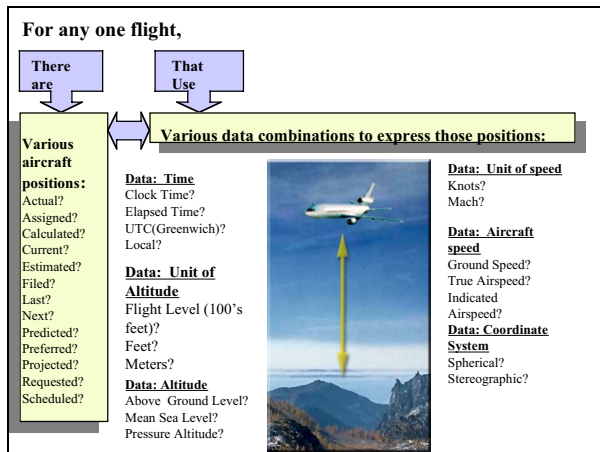 For any one flight,
There
are
That
Use
Various
aircraft
positions:
Actual?
Assigned?
Calculated?
Current?
Estimated?
Filed?
Last?
Next?
Predicted?
Preferred?
Projected?
Requested?
Scheduled?
Various data combinations to express those positions:
Data:  Time
Clock Time?
Elapsed Time?
UTC(Greenwich)?
Local?
Data:  Unit of
Altitude
Flight Level (100's
feet)?
Feet?
Meters?
Data: Altitude
Above  Ground Level?
Mean Sea Level?
Pressure Altitude?
Data:  Unit of speed
Knots?
Mach?
Data:  Aircraft
speed
Ground Speed?
True Airspeed?
Indicated
Airspeed?
Data: Coordinate
System
Spherical?
Stereographic?